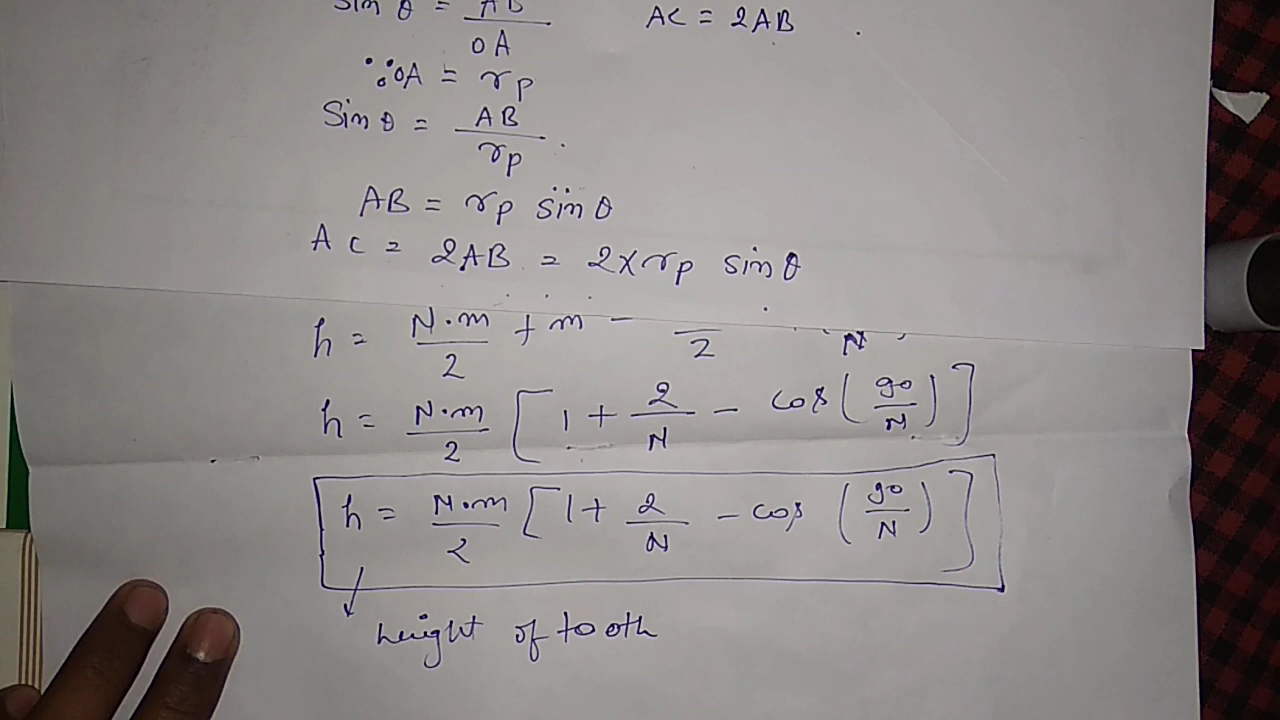 Sin θ = AB / OA    AC = 2AB
∵ OA = rp
Sin θ = AB / rp
AB = rp sin θ
AC = 2AB = 2 × rp sin θ
h = N·m / 2 + m - / 2 N
h = N·m / 2 [ 1 + 2 / N - cos ( 90 / N ) ]
h = N·m / 2 [ 1 + 2 / N - cos ( 90 / N ) ]
height of tooth